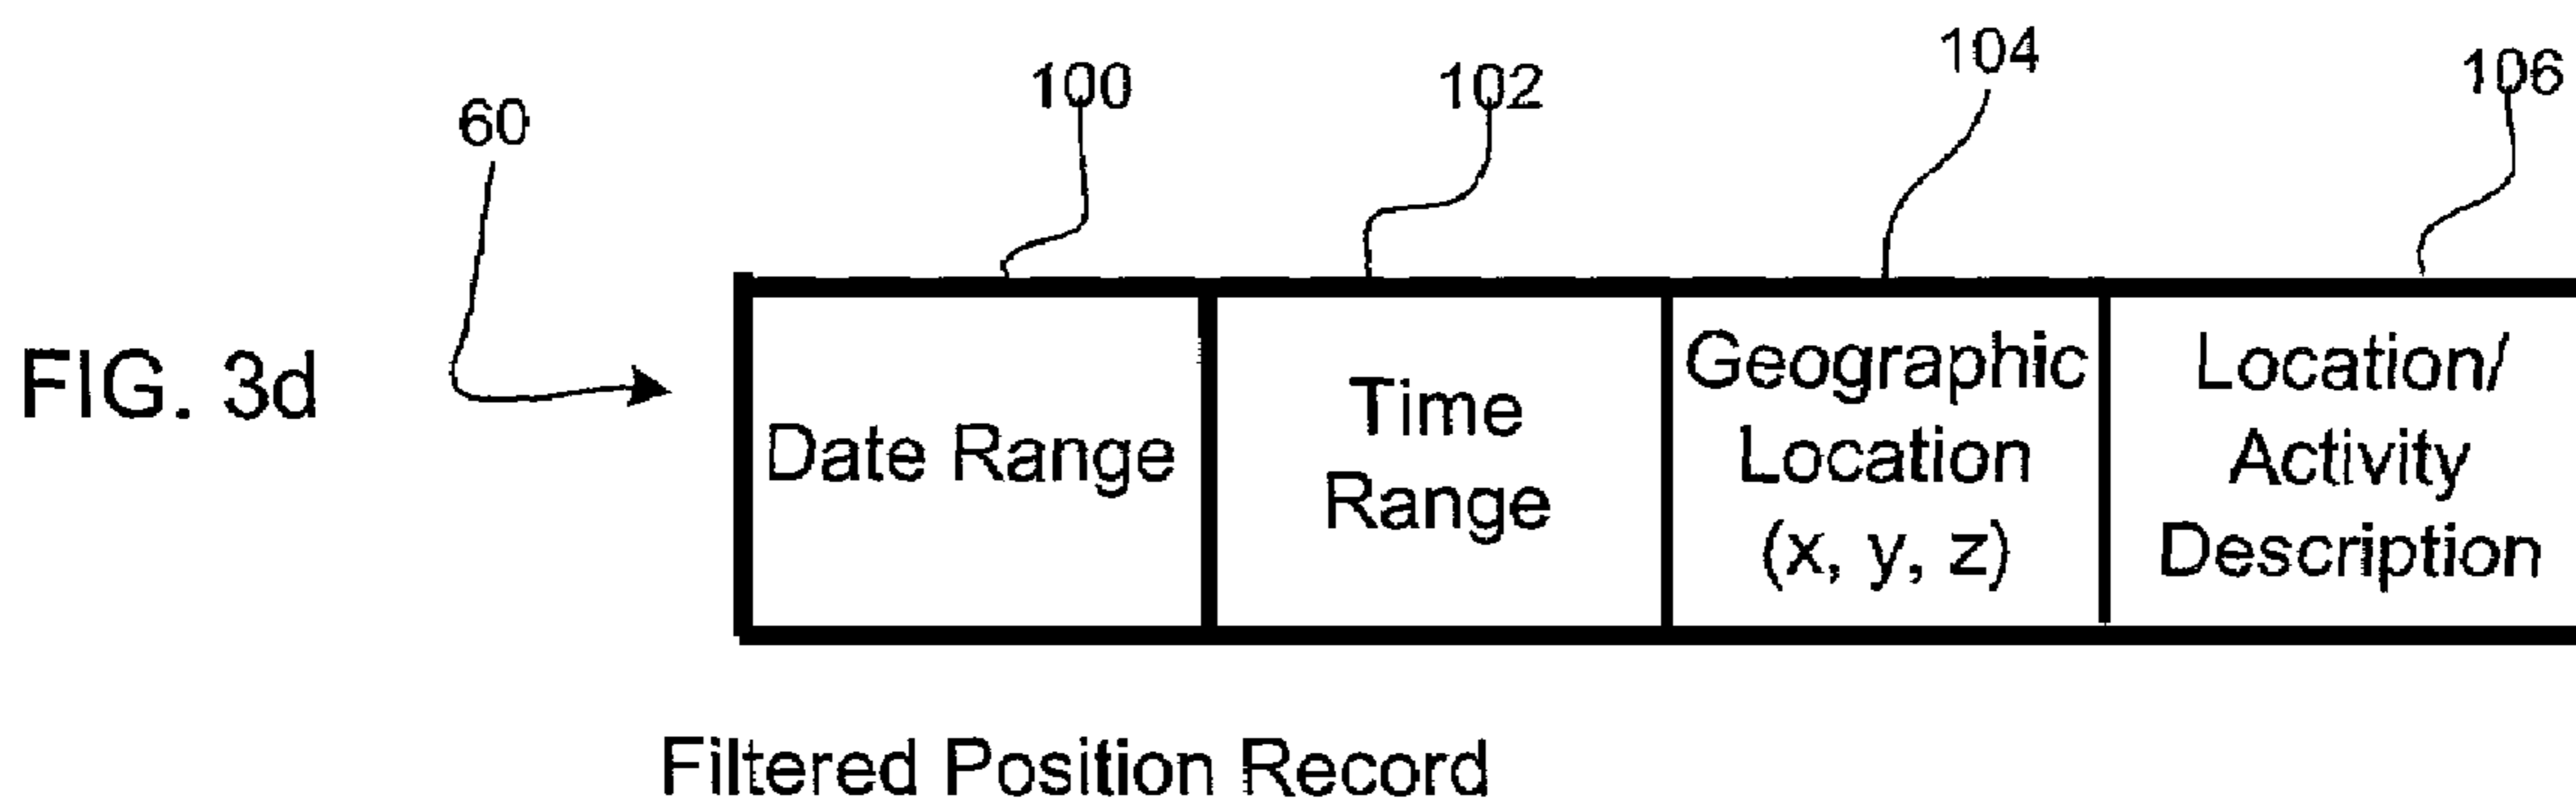 60
100
102
104
106
FIG. 3d
Date Range
Time
Range
Geographic
Location
(x, y, z)
Location/
Activity
Description
Filtered Position Record